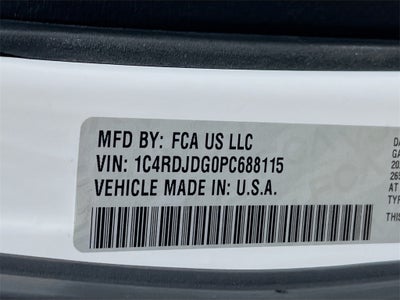 MFD BY: FCA US LLC
VIN: 1C4RDJDG0PC688115
VEHICLE MADE IN: U.S.A.